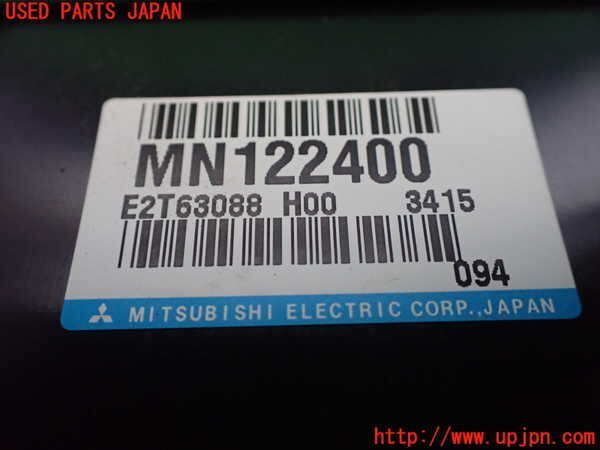 USED PARTS JAPAN
MN122400
E2T63088 H00 3415
094
MITSUBISHI ELECTRIC CORP.,JAPAN
http://www.upjpn.com/